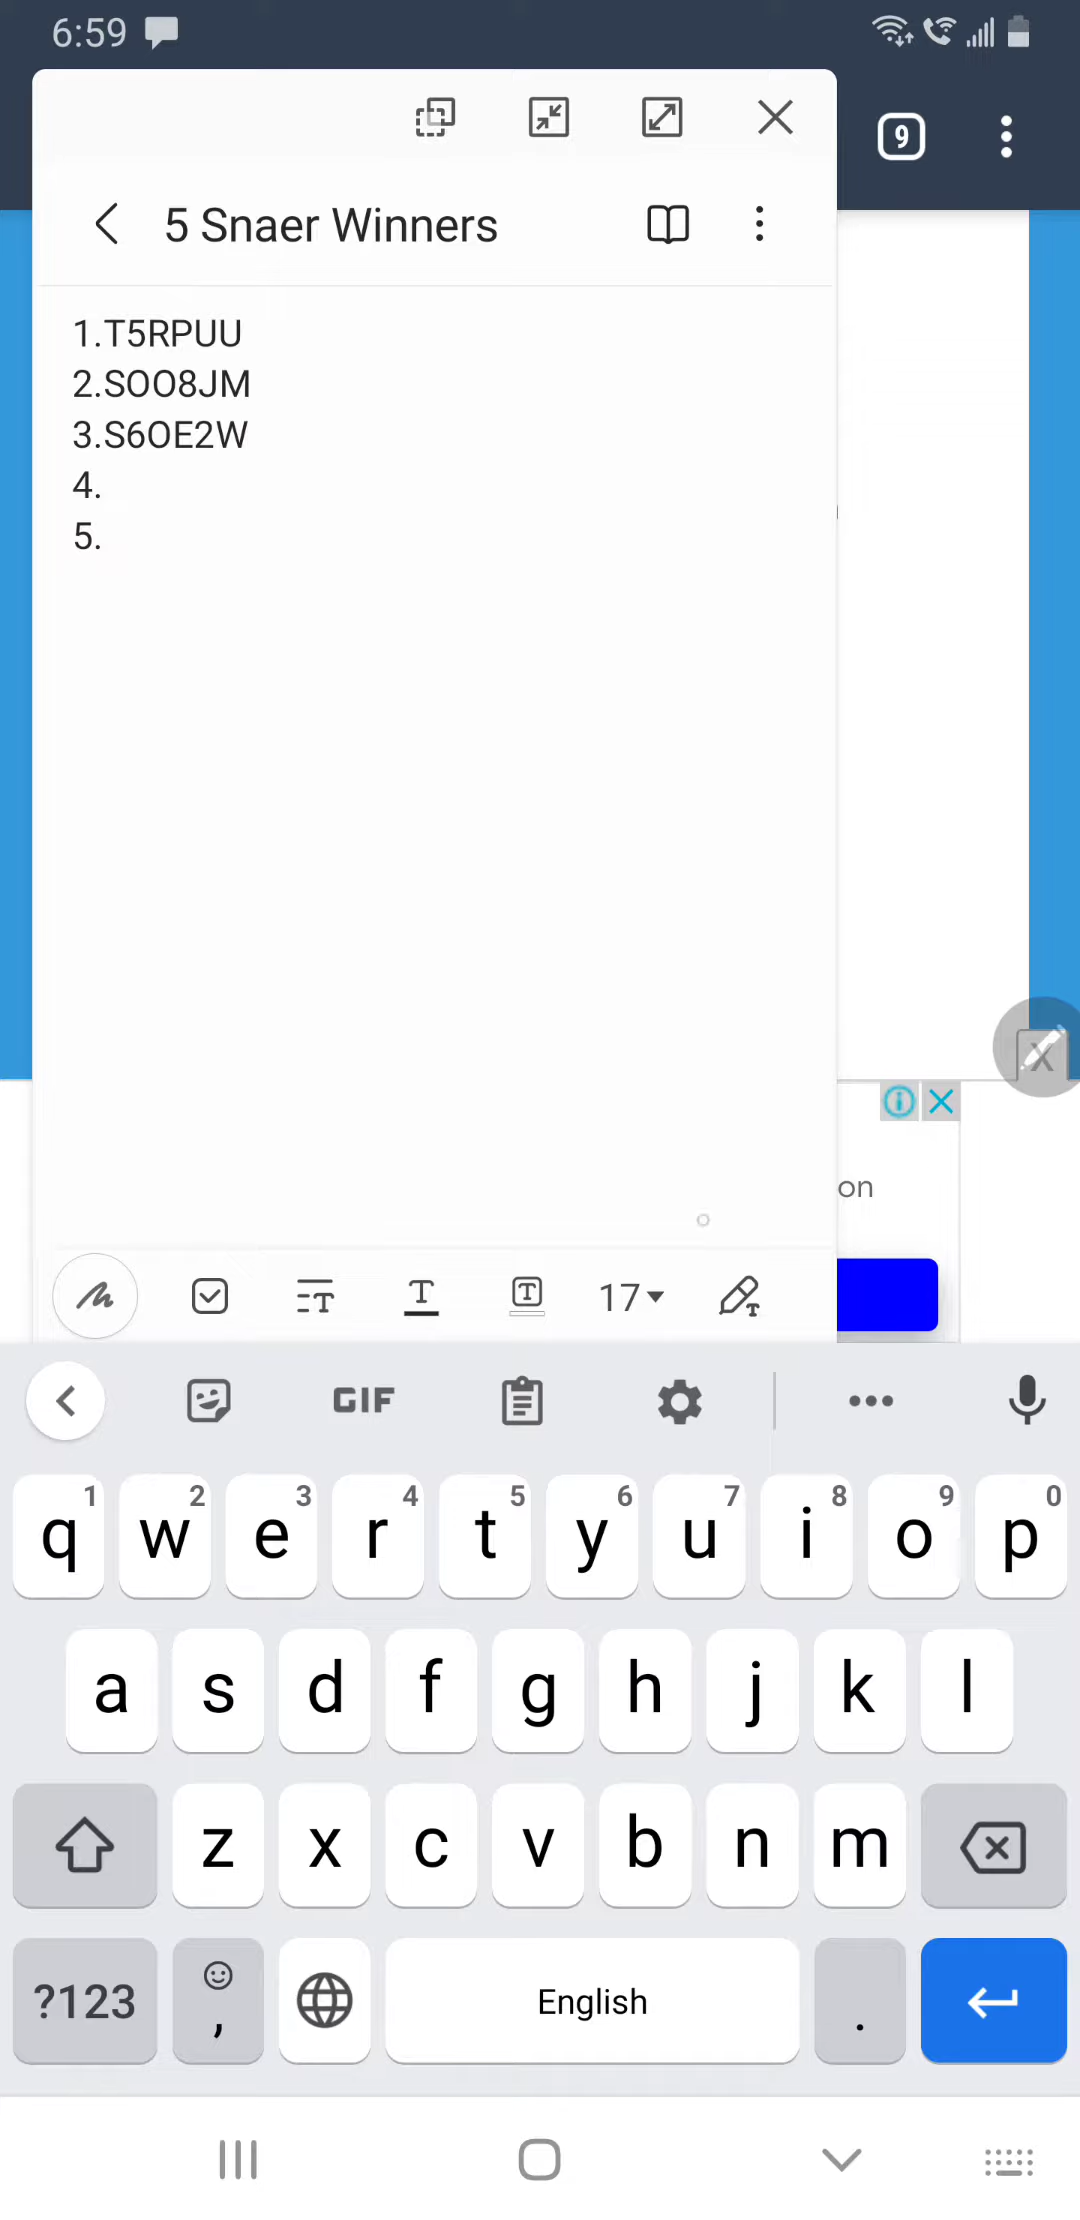 6:59
9
5 Snaer Winners
1.T5RPUU
2.SOO8JM
3.S6OE2W
4.
5.
X
on
17
GIF
1 2 3 4 5 6 7 8 9 0
q w e r t y u i o p
a s d f g h j k l
z x c v b n m
?123 , English .